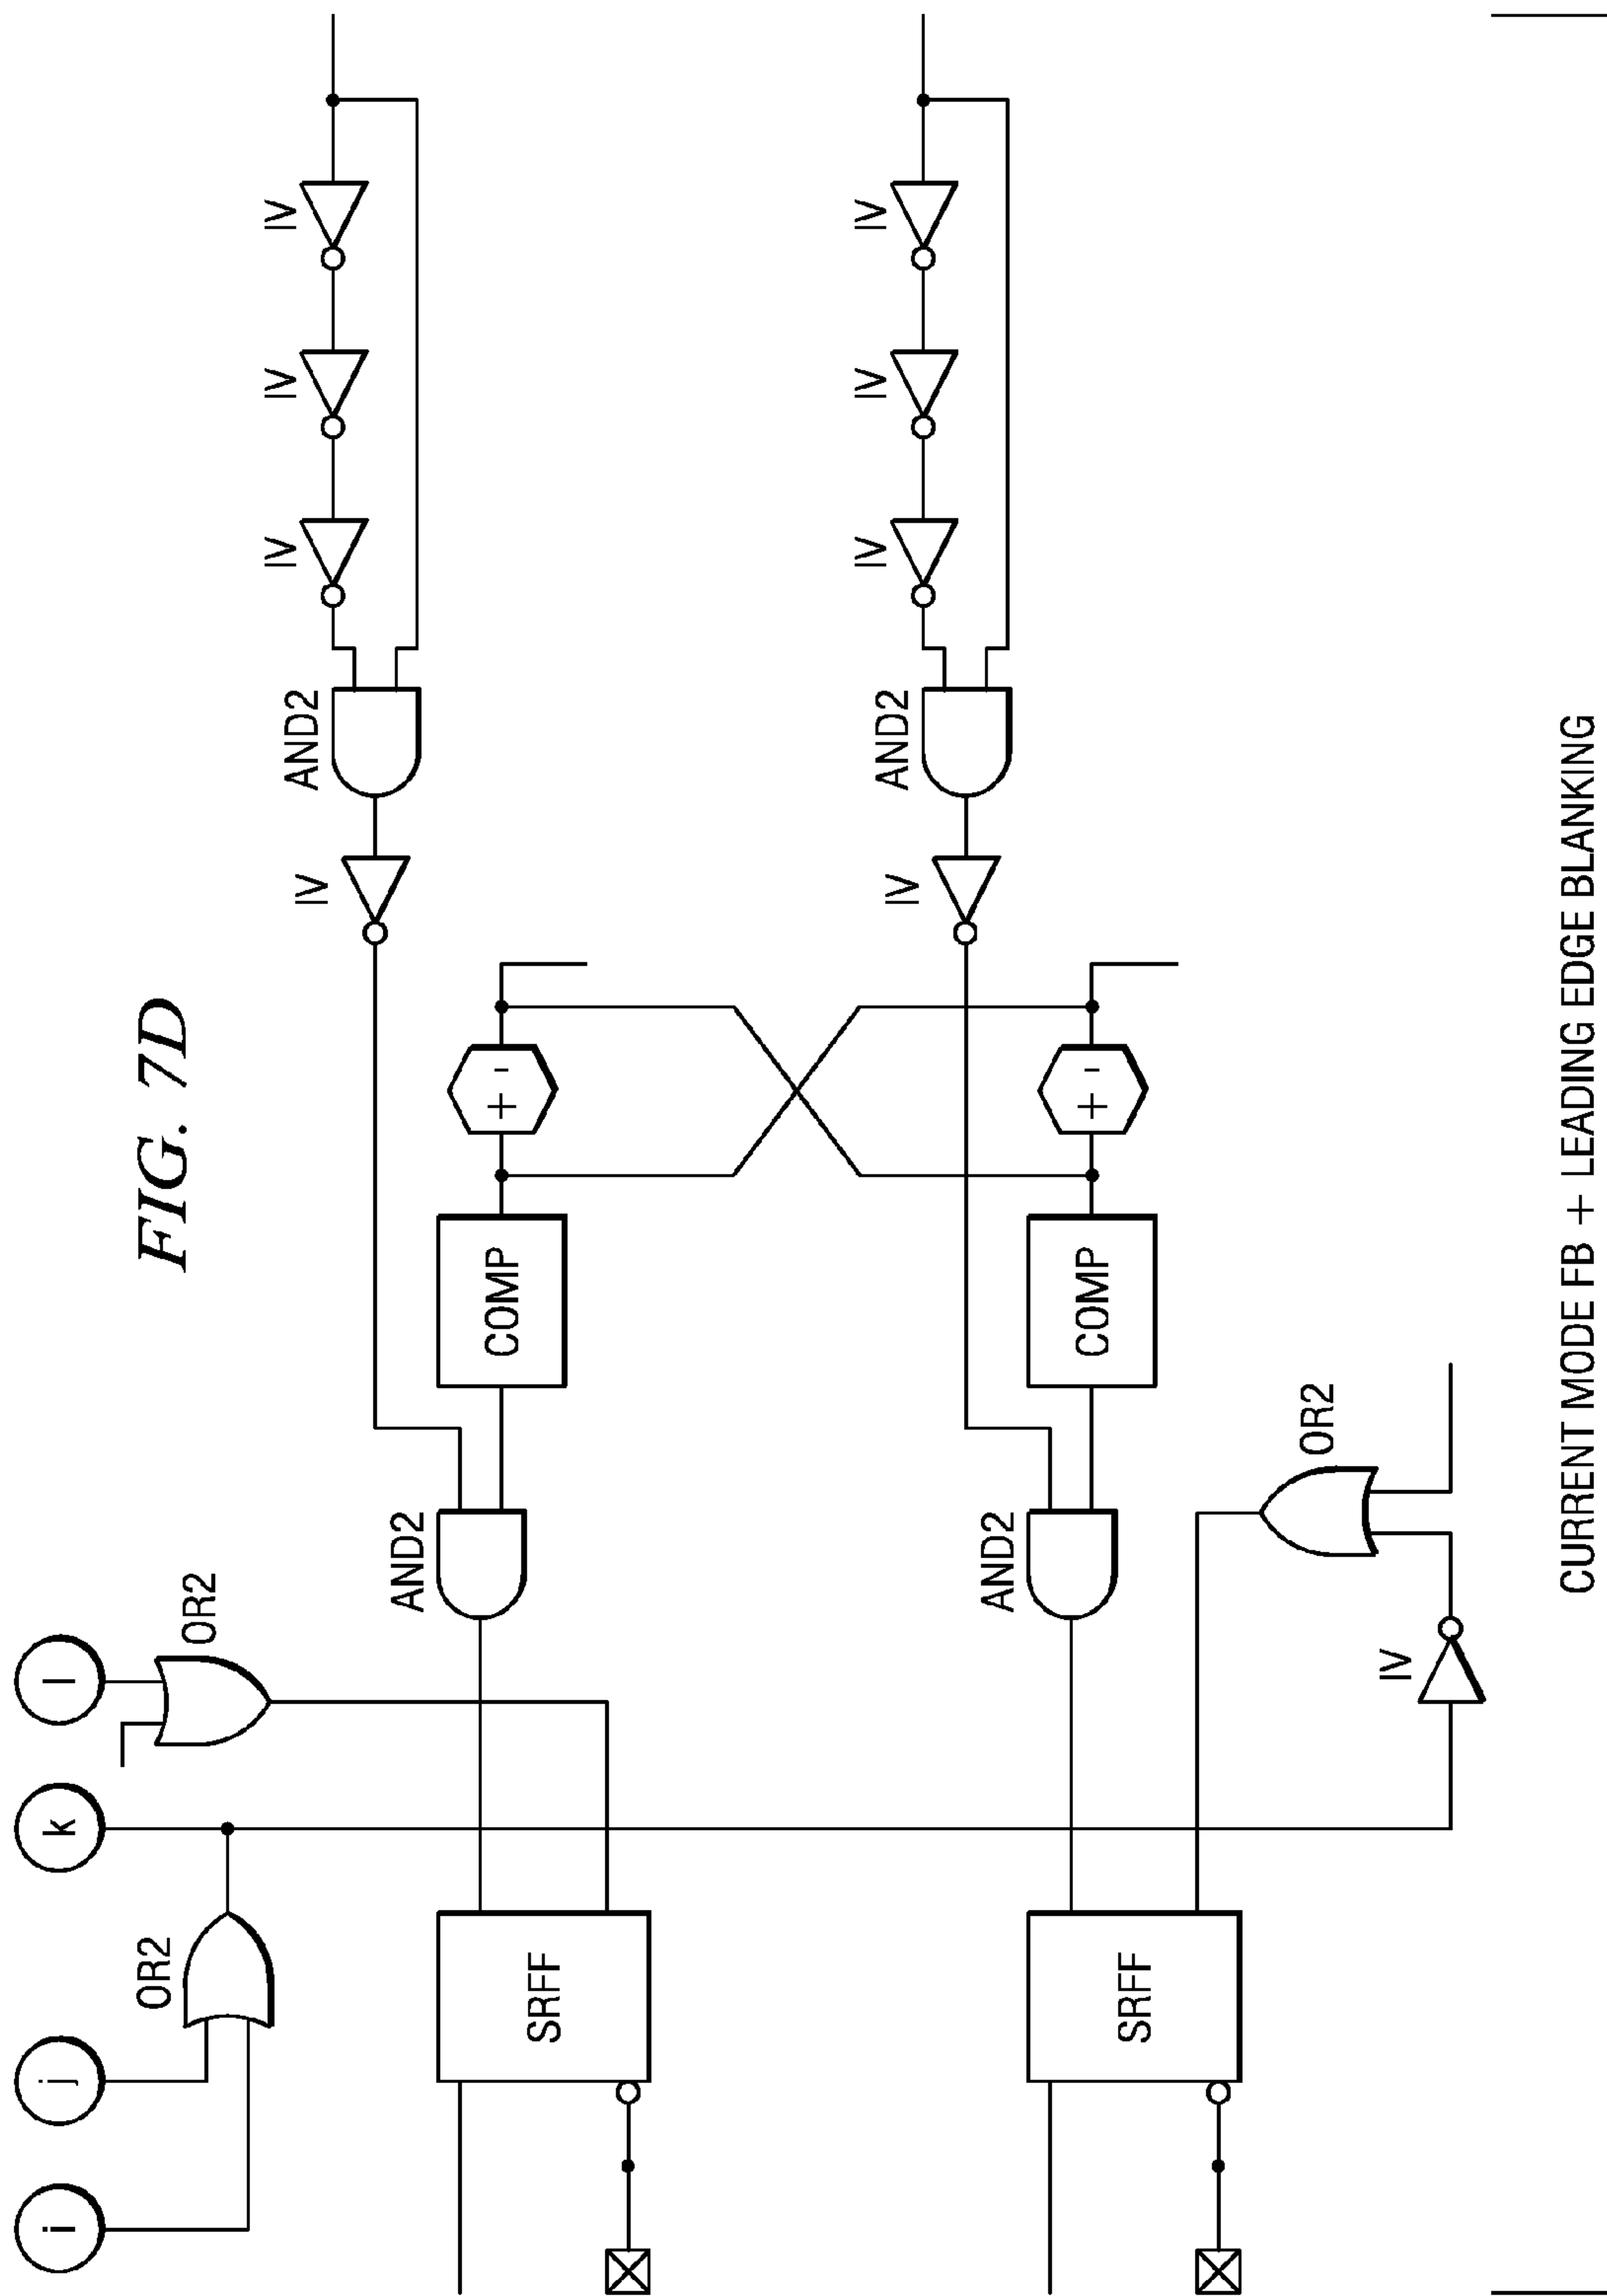 i
j
k
l
OR2
FIG. 7D
OR2
IV
IV
IV
AND2
IV
AND2
COMP
+ -
SRFF
IV
IV
IV
AND2
IV
AND2
COMP
+ -
SRFF
OR2
IV
CURRENT MODE FB + LEADING EDGE BLANKING